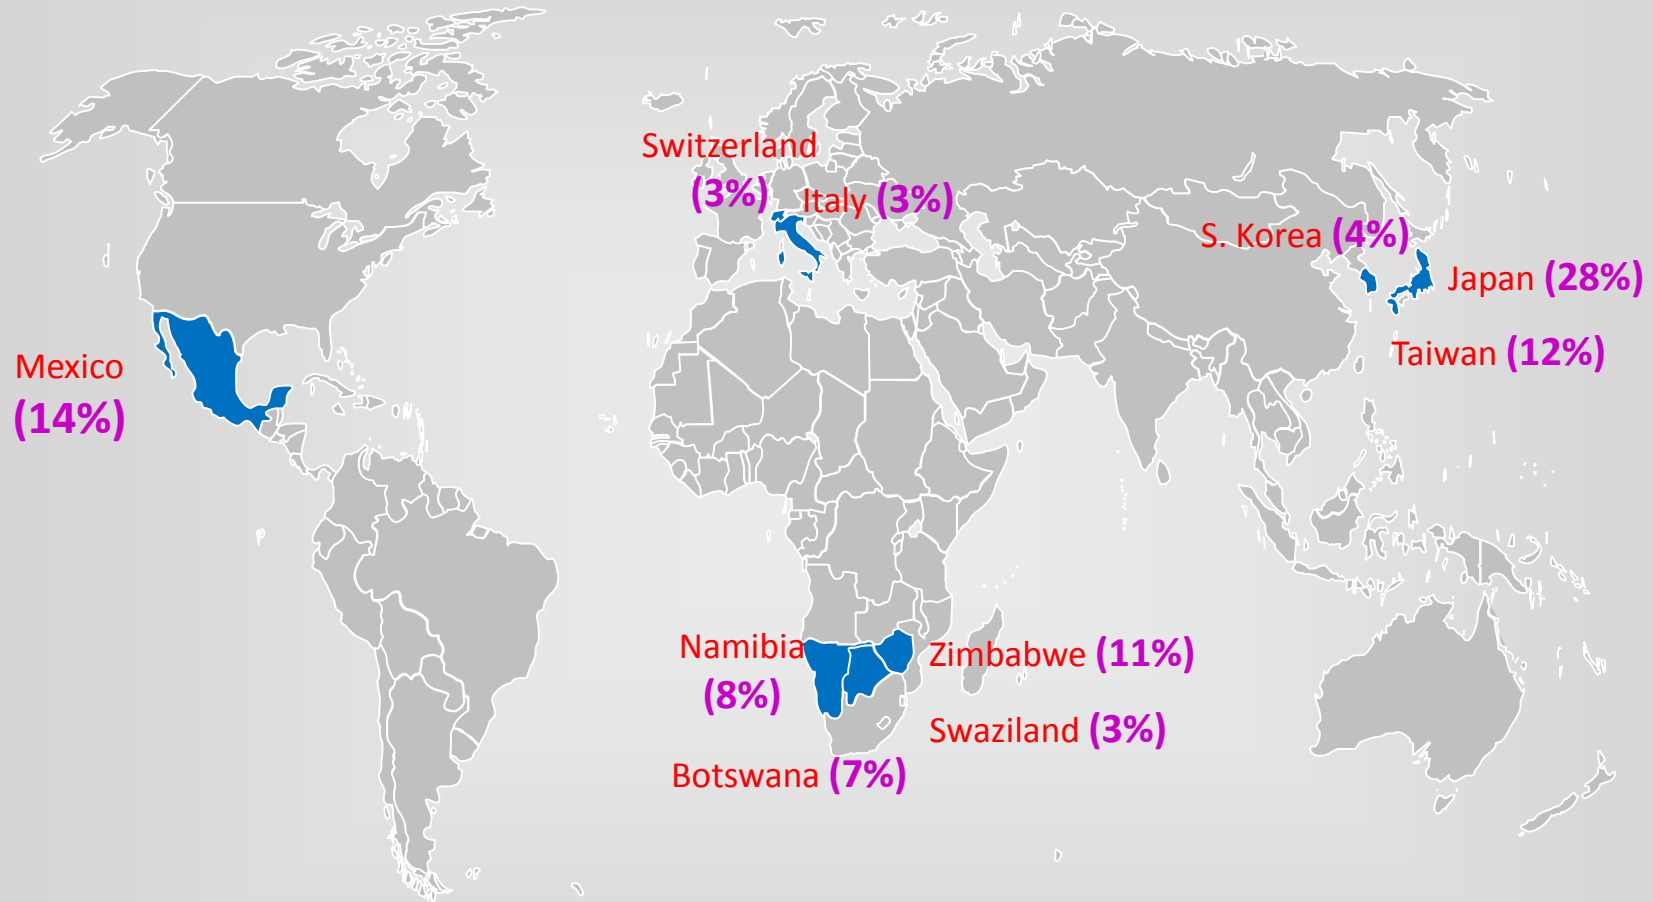 Switzerland
(3%)
Italy (3%)
S. Korea (4%)
Japan (28%)
Taiwan (12%)
Mexico
(14%)
Namibia
(8%)
Zimbabwe (11%)
Swaziland (3%)
Botswana (7%)